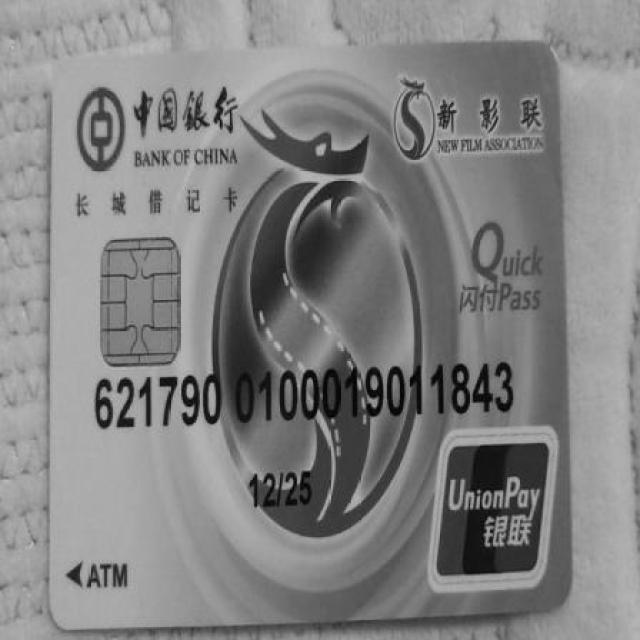 中国银行
BANK OF CHINA
新影联
NEW FILM ASSOCIATION
长城借记卡
Quick
闪付Pass
621790 0100019011843
12/25
UnionPay
银联
ATM